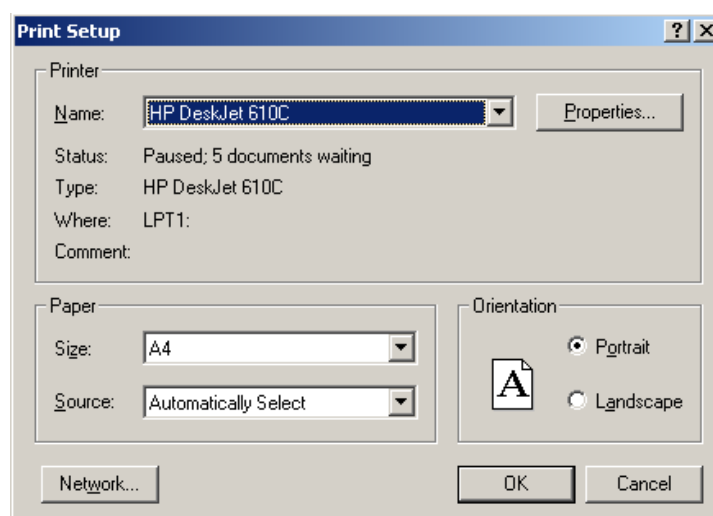 Print Setup
Printer
Name: HP DeskJet 610C Properties...
Status: Paused; 5 documents waiting
Type: HP DeskJet 610C
Where: LPT1:
Comment:
Paper
Size: A4
Source: Automatically Select
Orientation
A
Portrait
Landscape
Network... OK Cancel